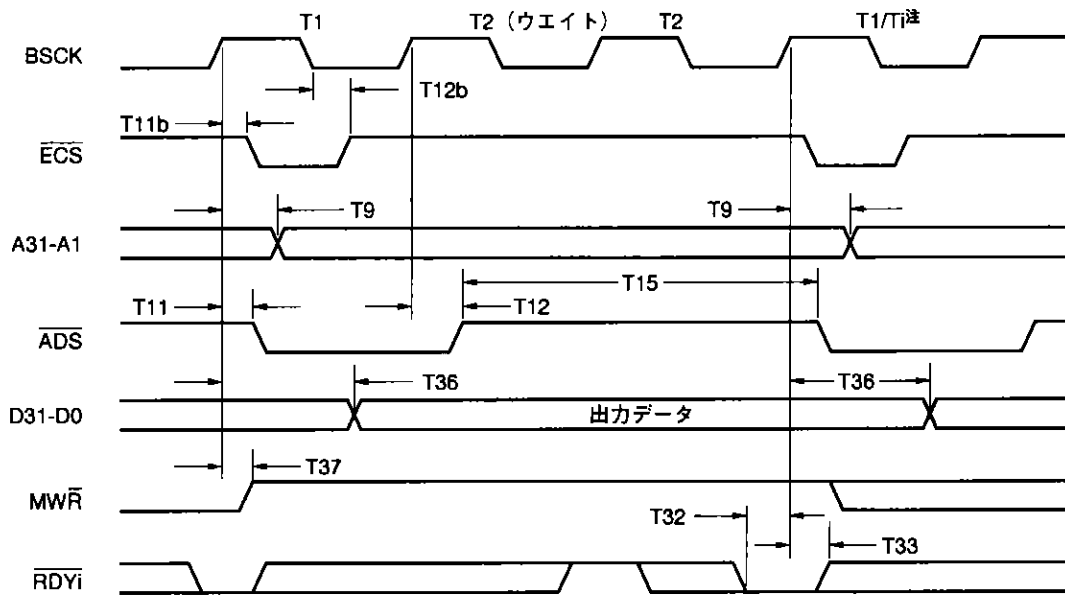 T1 T2 (ウエイト) T2 T1/Ti注
BSCK
T12b
T11b
ECS
T9 T9
A31-A1
T15
T11 T12
ADS
T36 T36
D31-D0 出力データ
T37
MWR
T32 T33
RDYi